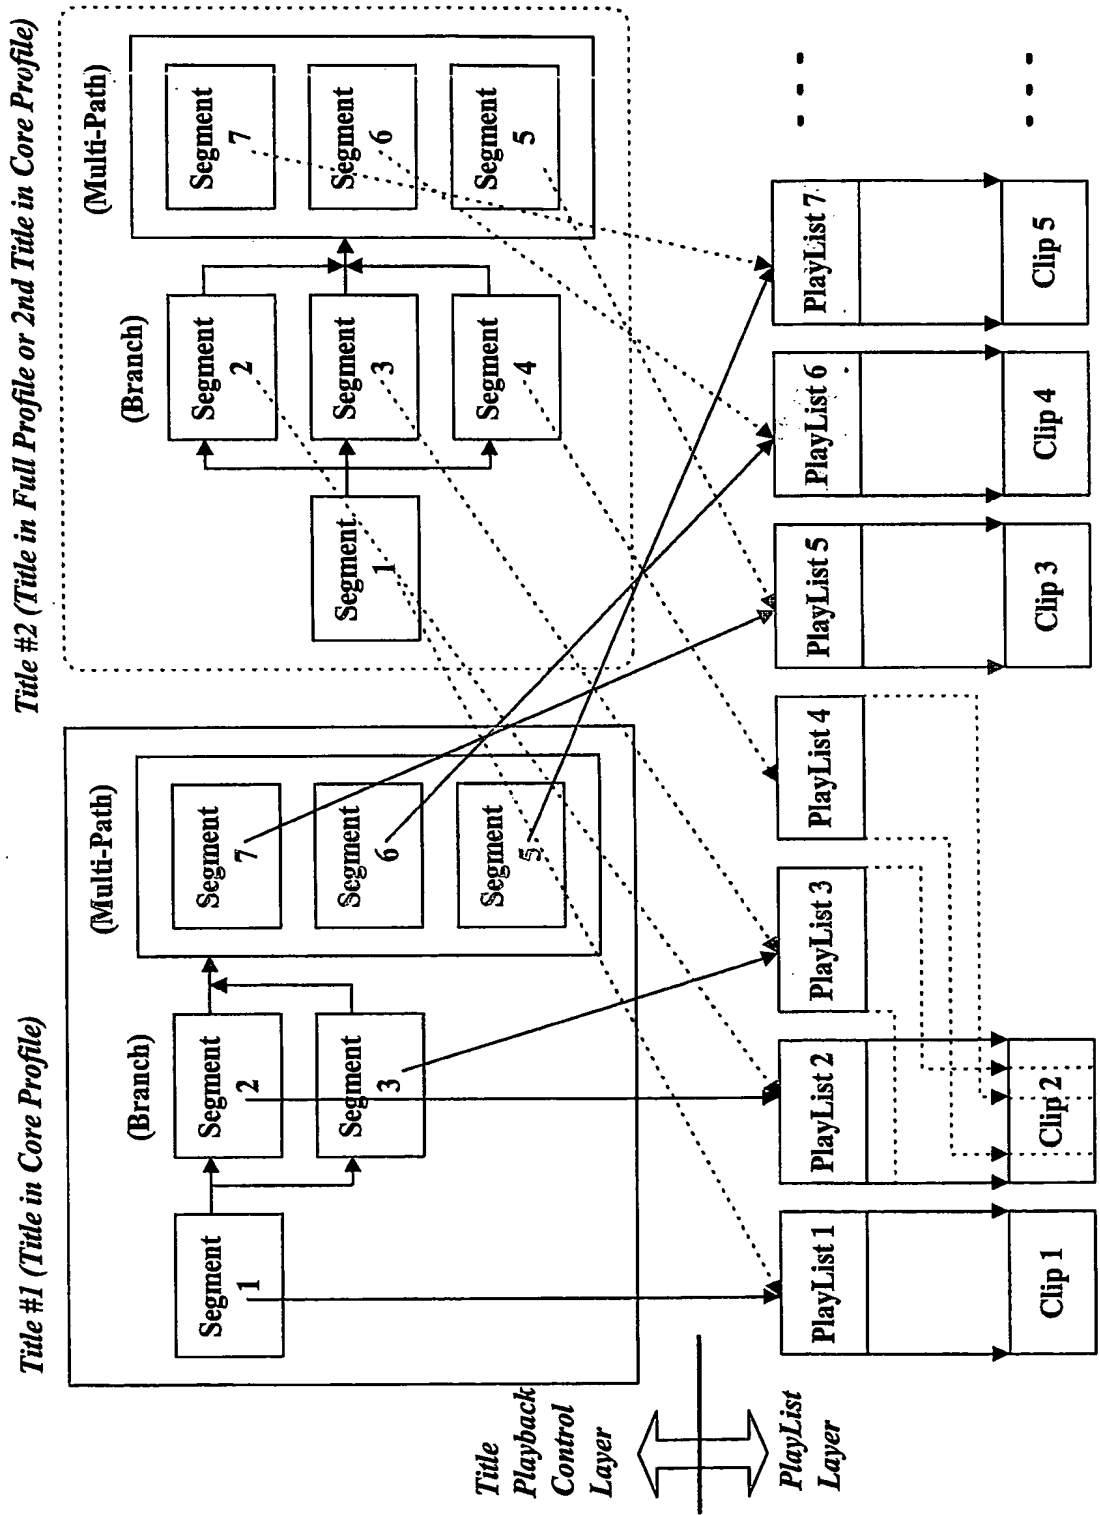 Title #1 (Title in Core Profile)
Title #2 (Title in Full Profile or 2nd Title in Core Profile)
(Branch)
(Multi-Path)
Segment
1
Segment
2
Segment
3
Segment
7
Segment
6
Segment
5
(Branch)
(Multi-Path)
Segment
1
Segment
2
Segment
3
Segment
4
Segment
7
Segment
6
Segment
5
Title
Playback
Control
Layer
PlayList
Layer
PlayList 1
PlayList 2
PlayList 3
PlayList 4
PlayList 5
PlayList 6
PlayList 7
Clip 1
Clip 2
Clip 3
Clip 4
Clip 5